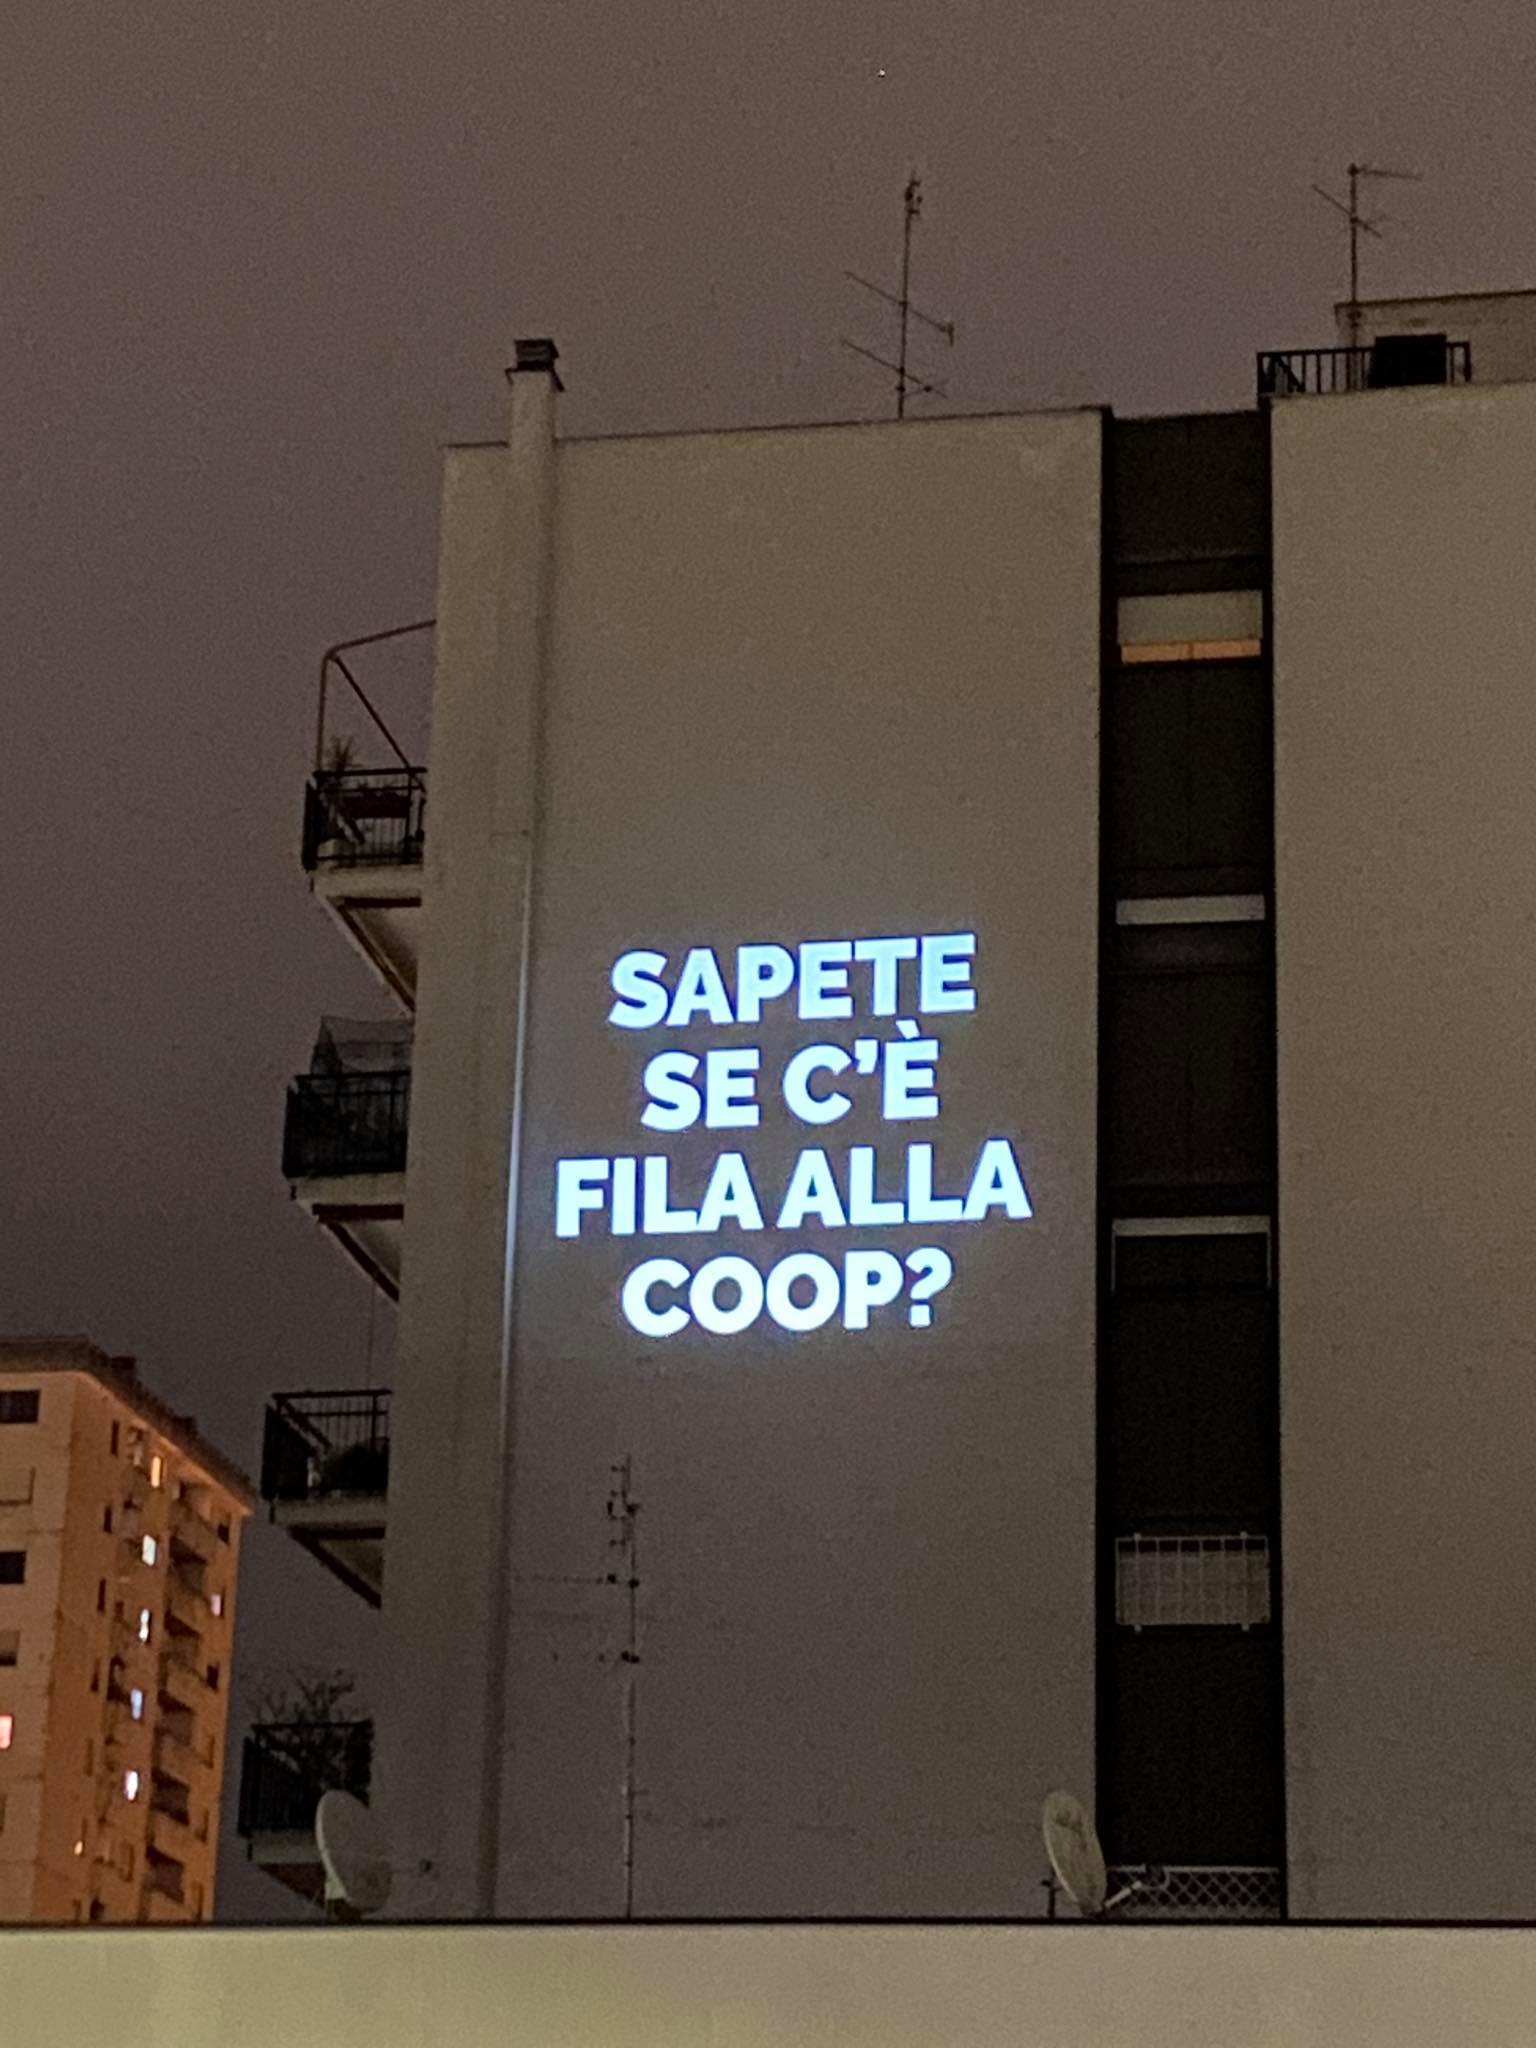 SAPETE
SE C'È
FILA ALLA
COOP?